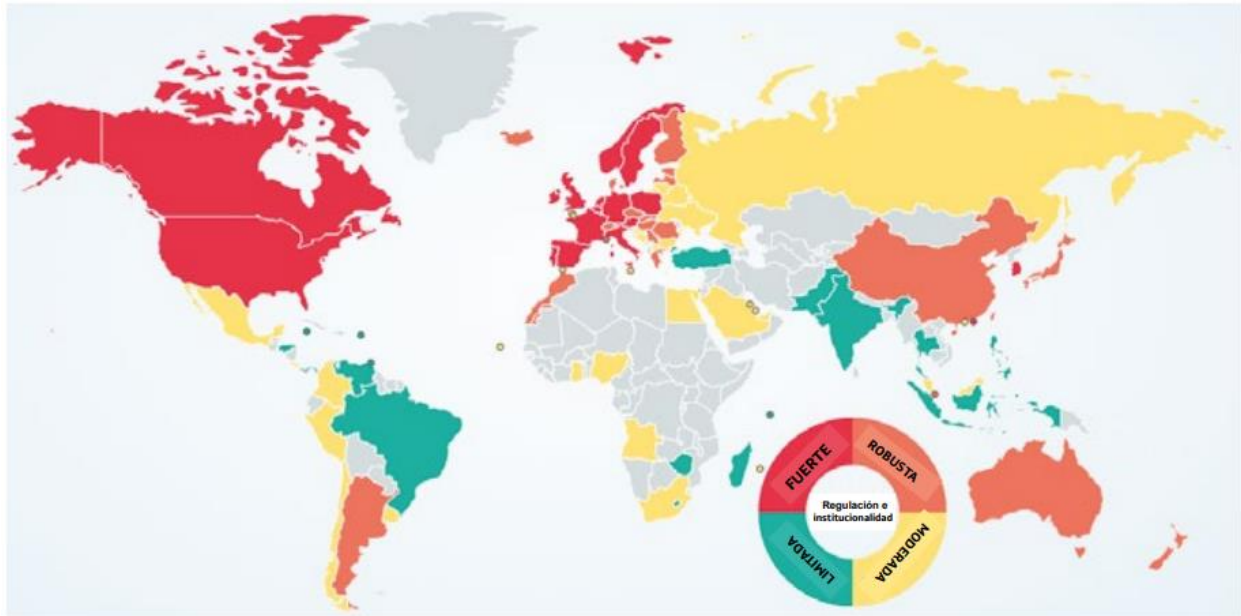 FUERTE
ROBUSTA
Regulación e
institucionalidad
LIMITADA
MODERADA